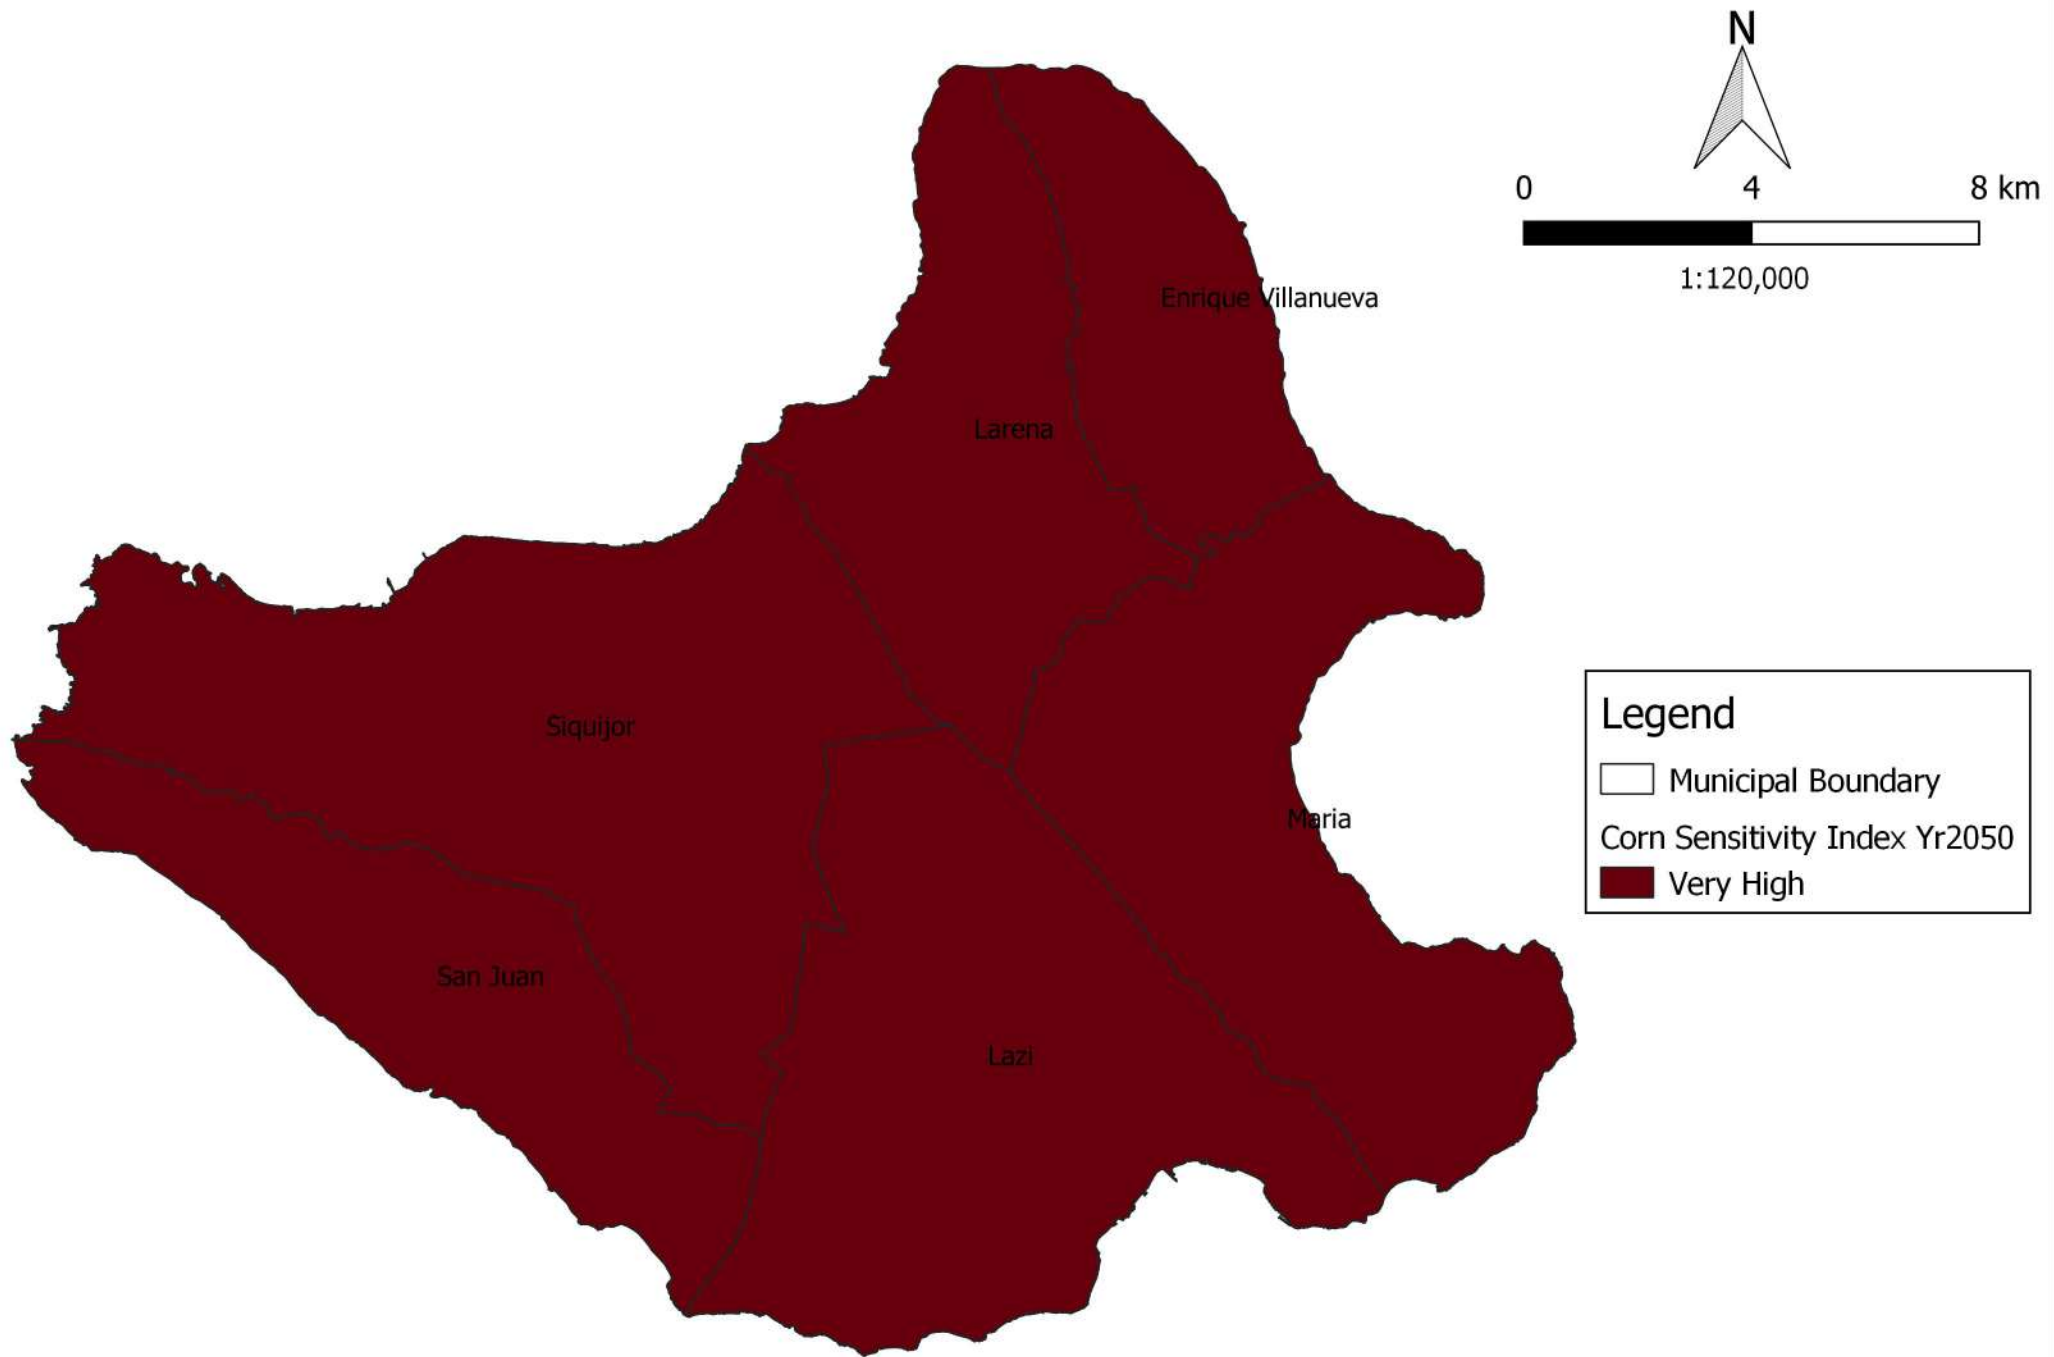 N
0 4 8 km
1:120,000
Enrique Villanueva
Larena
Siquijor
Maria
San Juan
Lazi
Legend
Municipal Boundary
Corn Sensitivity Index Yr2050
Very High